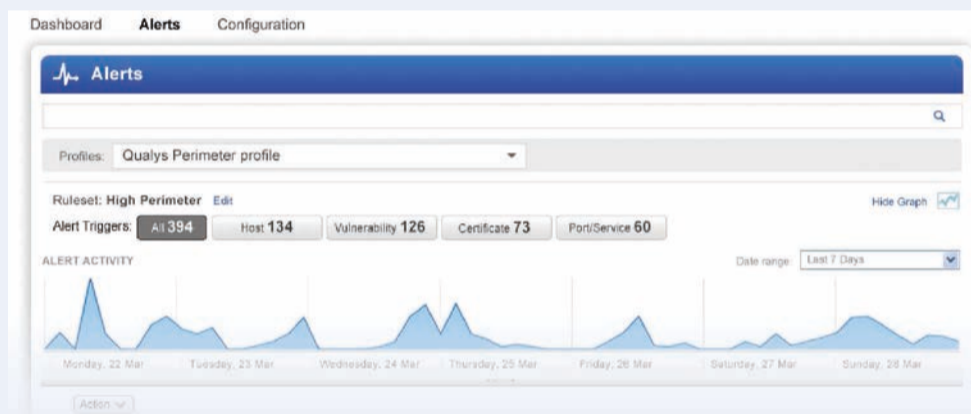 Dashboard Alerts Configuration
Alerts
Profiles: Qualys Perimeter profile
Ruleset: High Perimeter Edit Hide Graph
Alert Triggers: All 394 Host 134 Vulnerability 126 Certificate 73 Port/Service 60
ALERT ACTIVITY Date range: Last 7 Days
Monday, 22 Mar Tuesday, 23 Mar Wednesday, 24 Mar Thursday, 25 Mar Friday, 26 Mar Saturday, 27 Mar Sunday, 28 Mar
Action